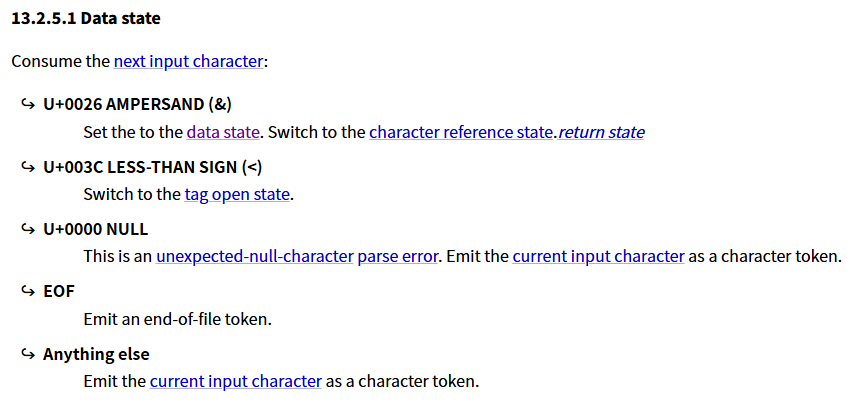 13.2.5.1 Data state
Consume the next input character:
↪ U+0026 AMPERSAND (&)
Set the to the data state. Switch to the character reference state.return state
↪ U+003C LESS-THAN SIGN (<)
Switch to the tag open state.
↪ U+0000 NULL
This is an unexpected-null-character parse error. Emit the current input character as a character token.
↪ EOF
Emit an end-of-file token.
↪ Anything else
Emit the current input character as a character token.